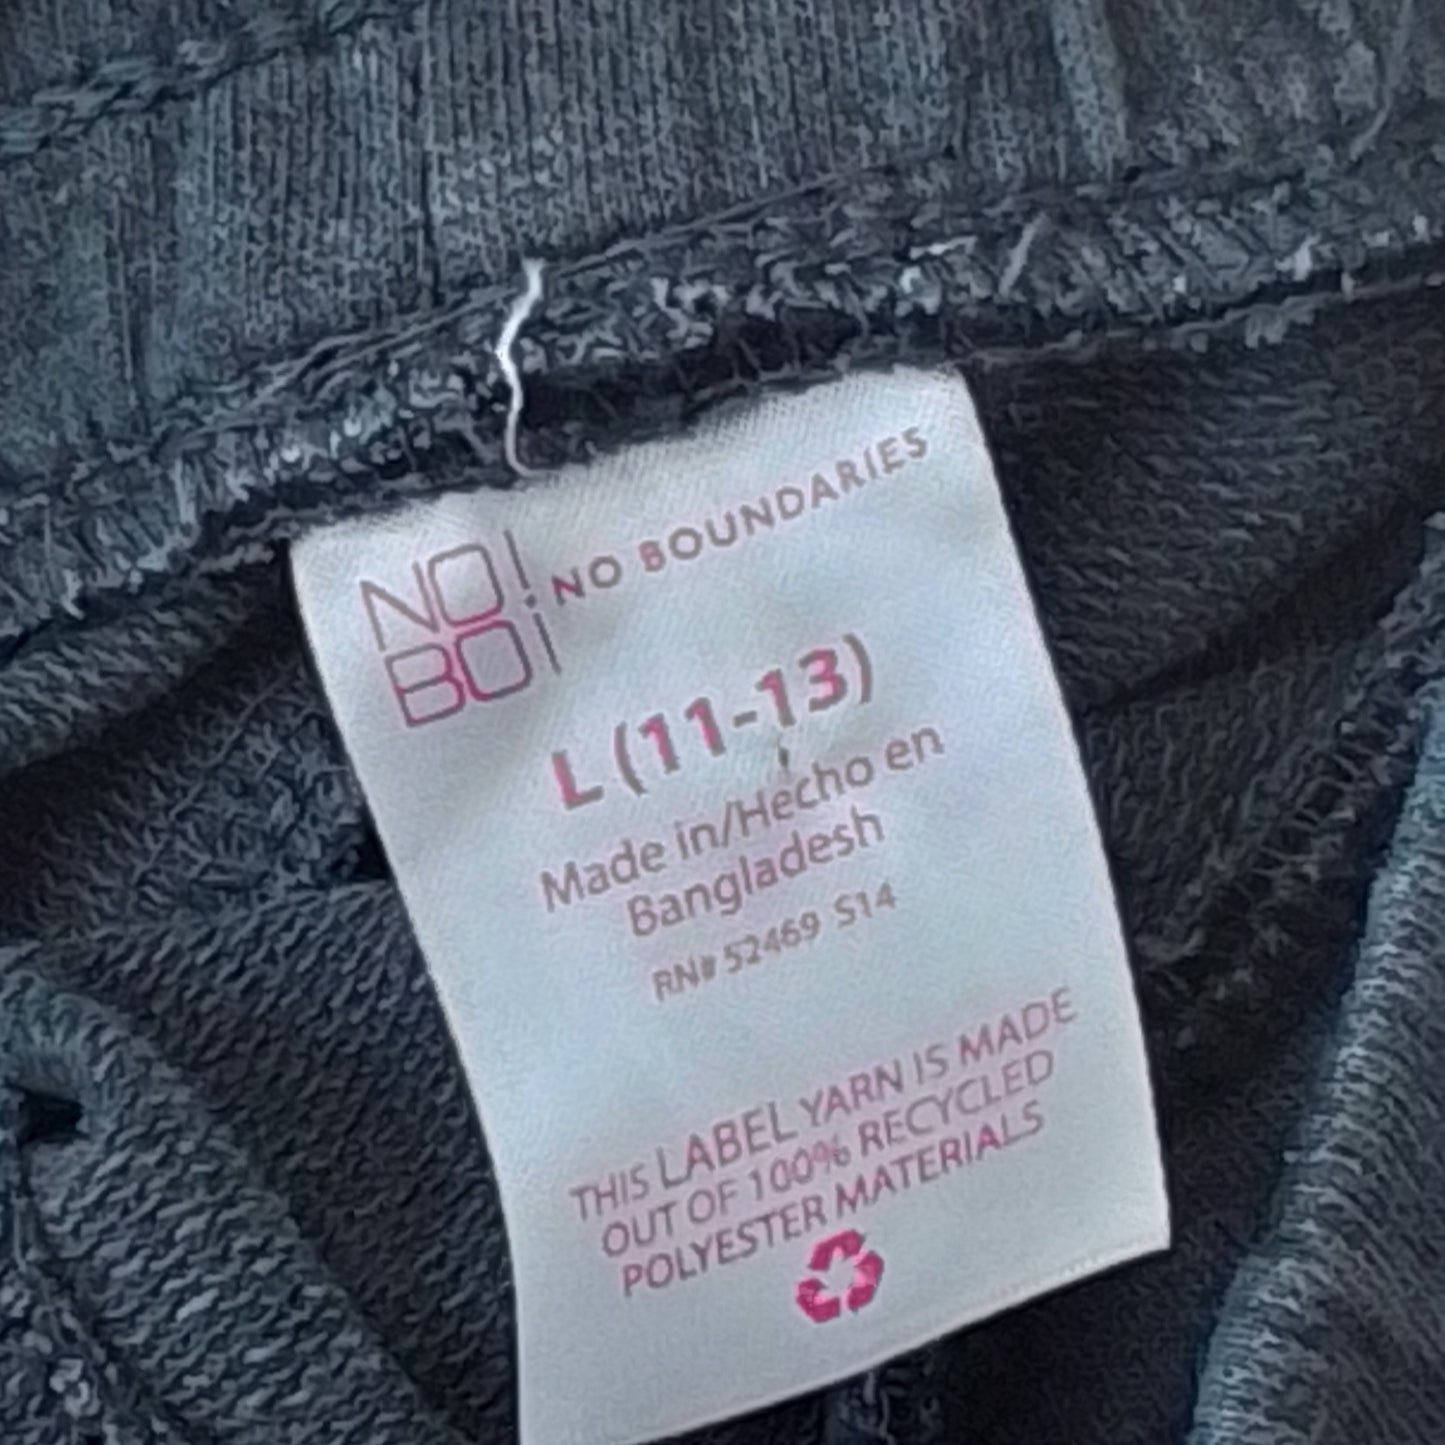 NO!
BO!
NO BOUNDARIES
L (11-13)
Made in/Hecho en
Bangladesh
RN# 52469 S14
THIS LABEL YARN IS MADE
OUT OF 100% RECYCLED
POLYESTER MATERIALS